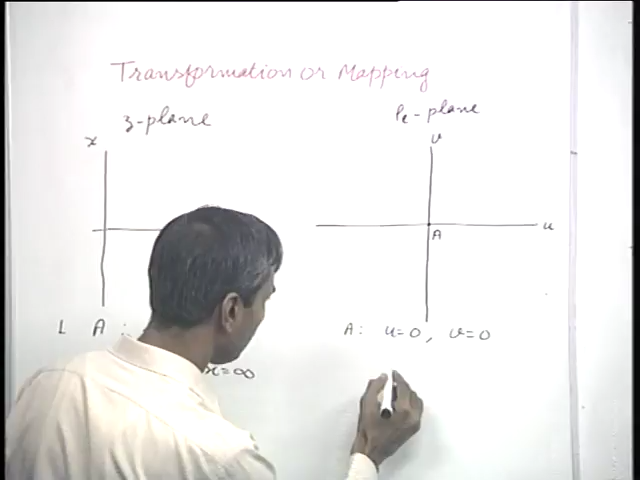 Transformation or Mapping
z-plane
Pe-plane
x
v
A
u
L A :
A: u=0, v=0
x=∞